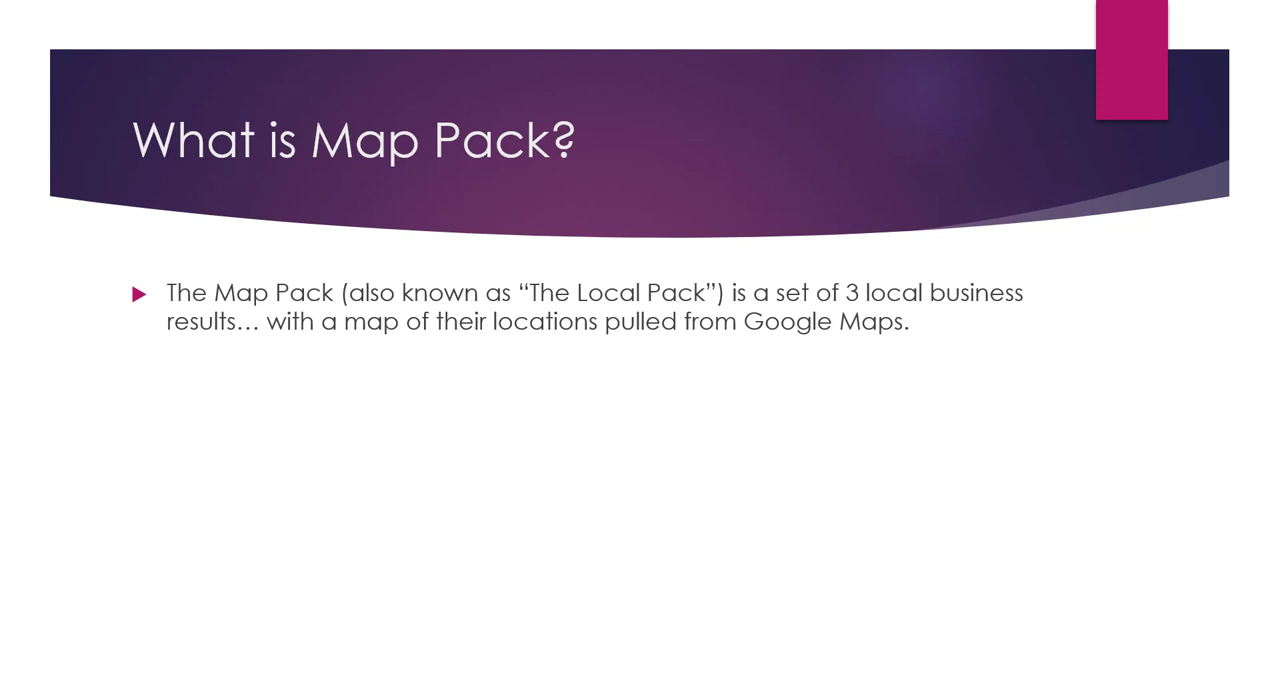 What is Map Pack?
The Map Pack (also known as “The Local Pack”) is a set of 3 local business
results… with a map of their locations pulled from Google Maps.